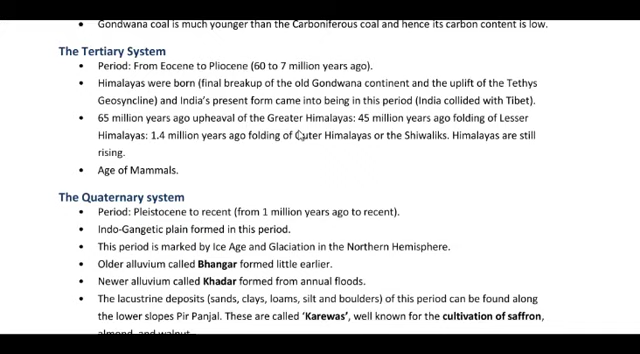 • Gondwana coal is much younger than the Carboniferous coal and hence its carbon content is low.
The Tertiary System
• Period: From Eocene to Pliocene (60 to 7 million years ago).
• Himalayas were born (final breakup of the old Gondwana continent and the uplift of the Tethys
Geosyncline) and India's present form came into being in this period (India collided with Tibet).
• 65 million years ago upheaval of the Greater Himalayas: 45 million years ago folding of Lesser
Himalayas: 1.4 million years ago folding of Outer Himalayas or the Shiwaliks. Himalayas are still
rising.
• Age of Mammals.
The Quaternary system
• Period: Pleistocene to recent (from 1 million years ago to recent).
• Indo-Gangetic plain formed in this period.
• This period is marked by Ice Age and Glaciation in the Northern Hemisphere.
• Older alluvium called Bhangar formed little earlier.
• Newer alluvium called Khadar formed from annual floods.
• The lacustrine deposits (sands, clays, loams, silt and boulders) of this period can be found along
the lower slopes Pir Panjal. These are called 'Karewas', well known for the cultivation of saffron,
almond, and walnut.